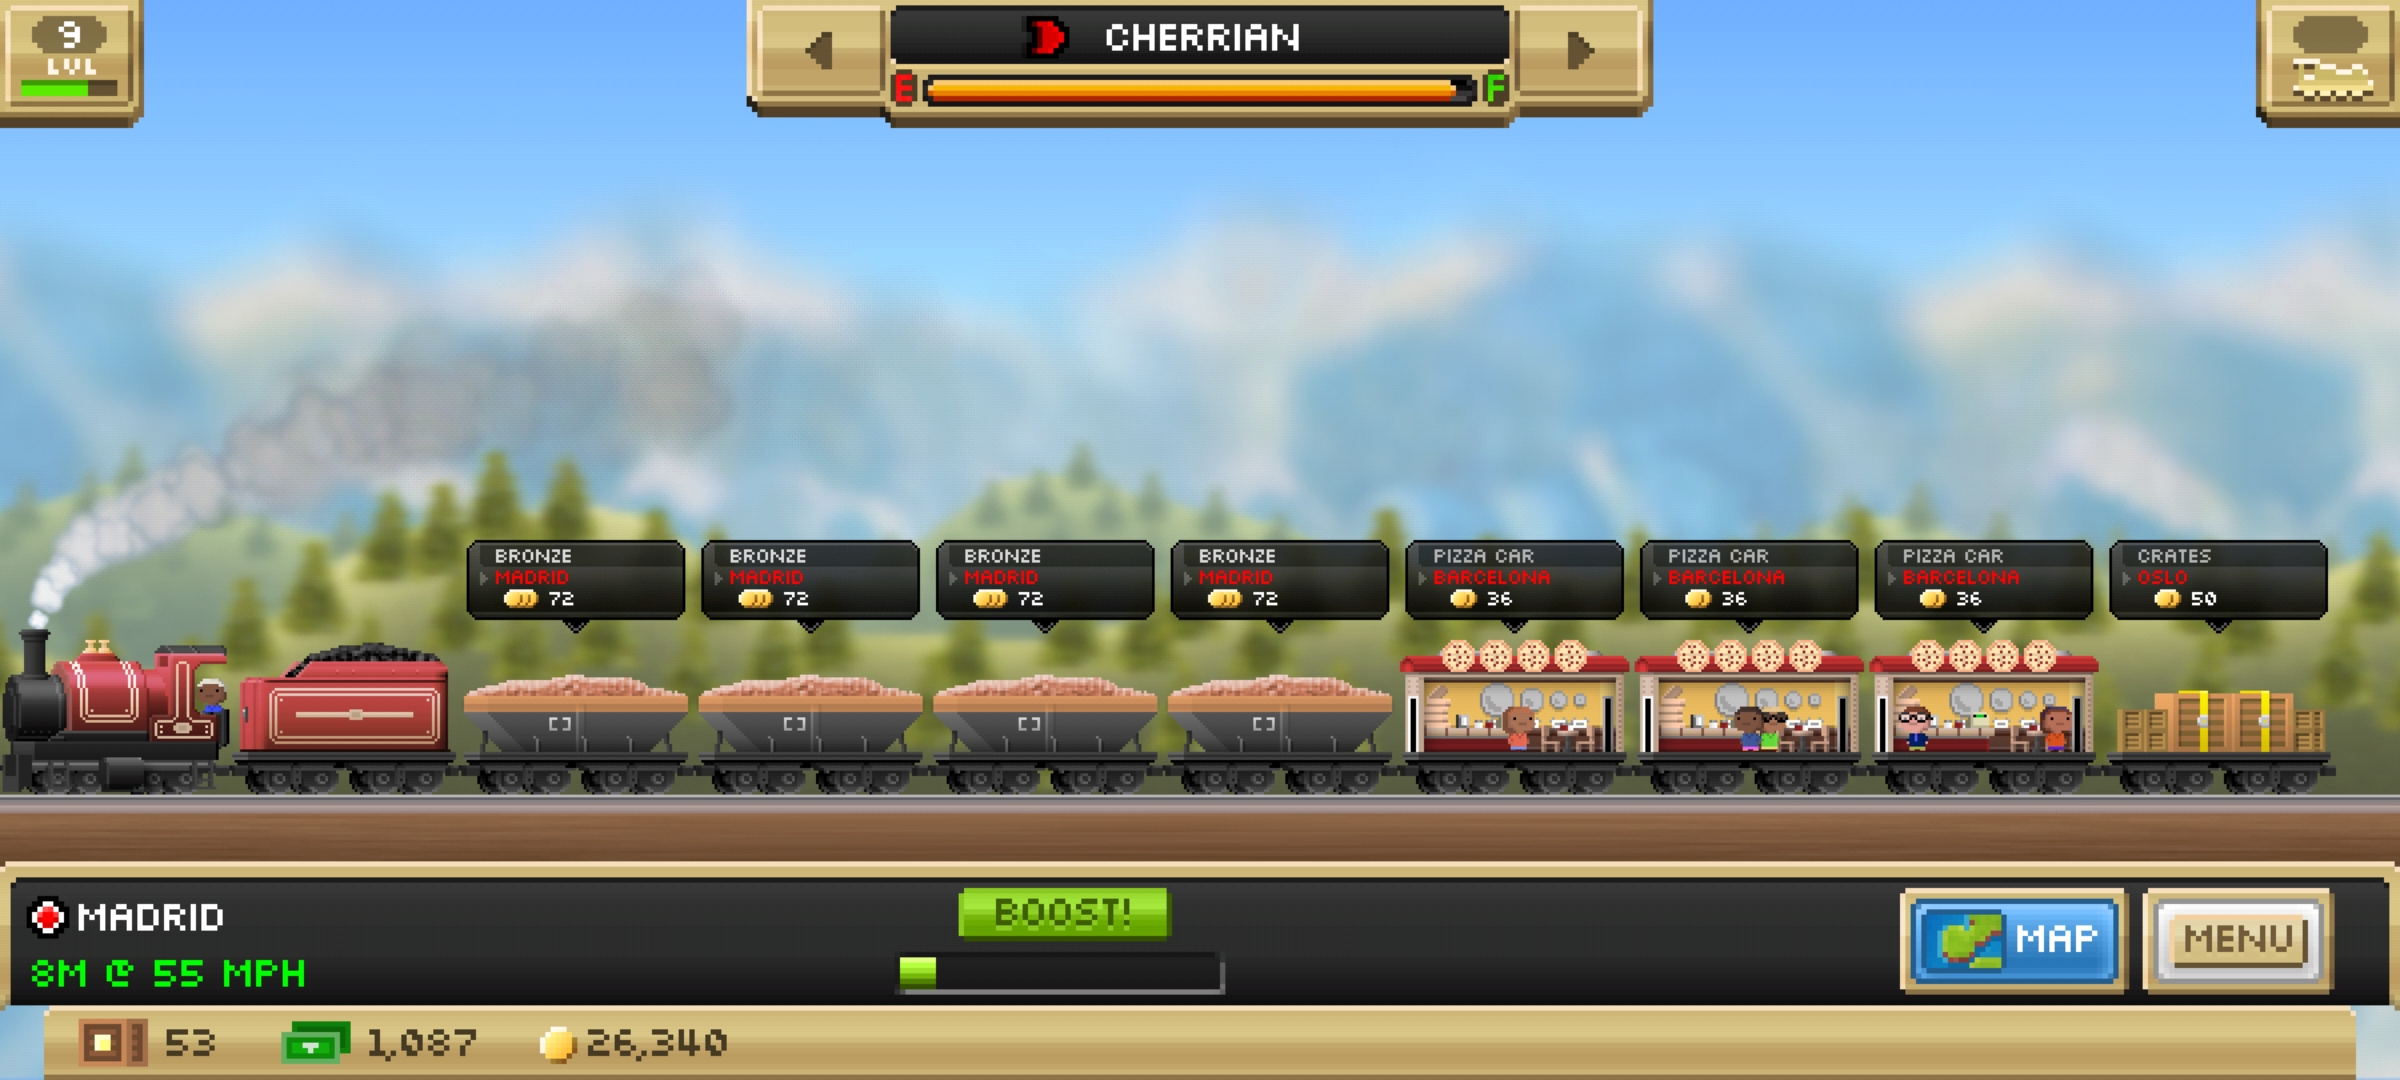 9
LVL
CHERRIAN
E F
BRONZE
MADRID
72
BRONZE
MADRID
72
BRONZE
MADRID
72
BRONZE
MADRID
72
PIZZA CAR
BARCELONA
36
PIZZA CAR
BARCELONA
36
PIZZA CAR
BARCELONA
36
CRATES
OSLO
50
MADRID
8M @ 55 MPH
BOOST!
MAP
MENU
53
1,087
26,340